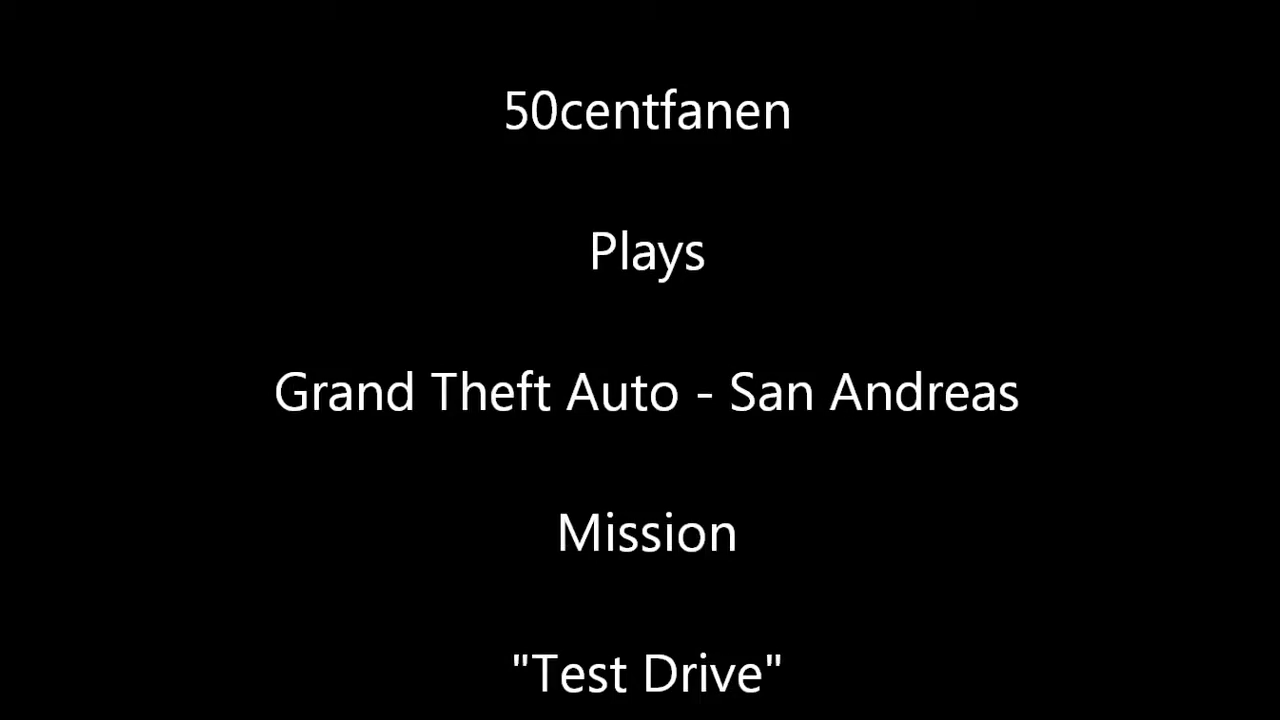 50centfanen
Plays
Grand Theft Auto - San Andreas
Mission
"Test Drive"